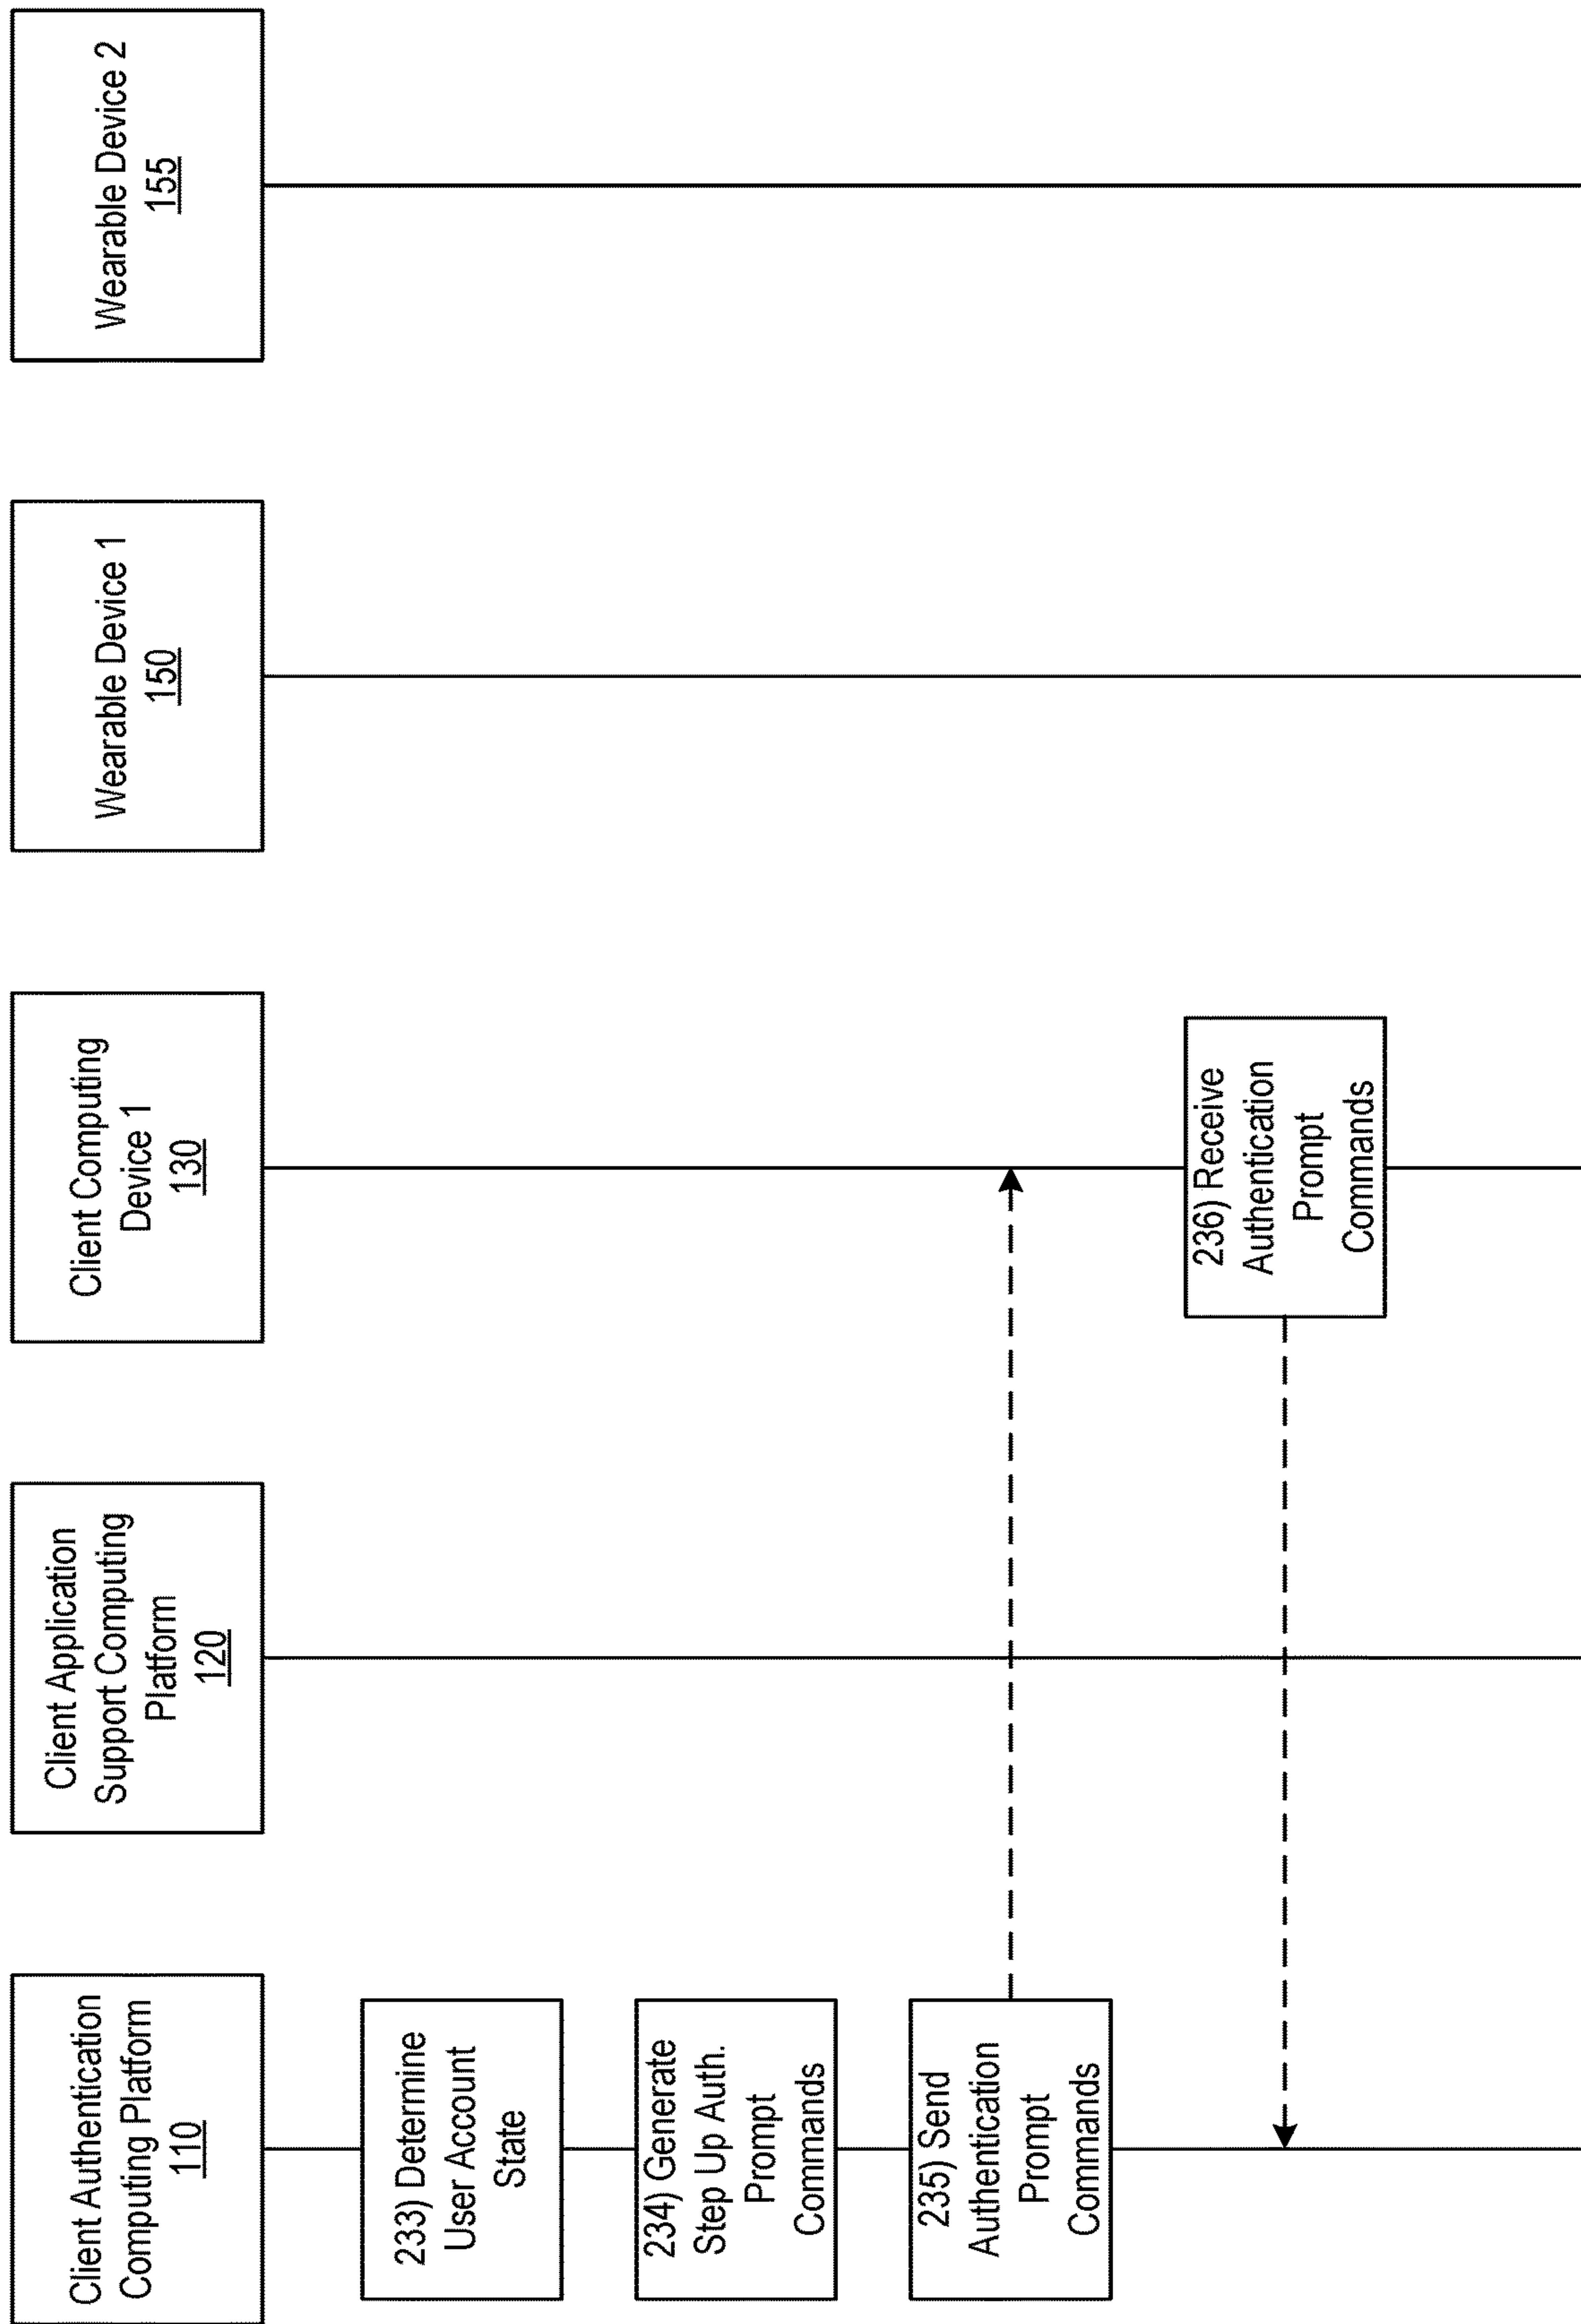 Client Authentication
Computing Platform
110
Client Application
Support Computing
Platform
120
Client Computing
Device 1
130
Wearable Device 1
150
Wearable Device 2
155
233) Determine
User Account
State
234) Generate
Step Up Auth.
Prompt
Commands
235) Send
Authentication
Prompt
Commands
236) Receive
Authentication
Prompt
Commands